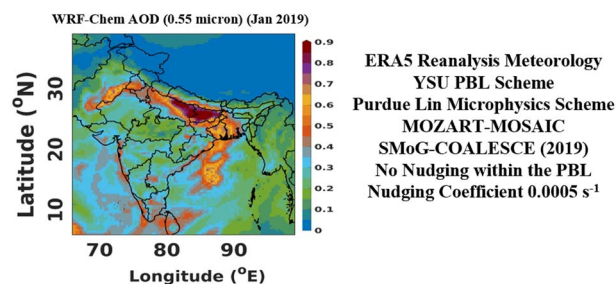 WRF-Chem AOD (0.55 micron) (Jan 2019)
0.9
0.8
0.7
0.6
0.5
0.4
0.3
0.2
0.1
0
Latitude (°N)
30
20
10
70 80 90
Longitude (°E)
ERA5 Reanalysis Meteorology
YSU PBL Scheme
Purdue Lin Microphysics Scheme
MOZART-MOSAIC
SMoG-COALESCE (2019)
No Nudging within the PBL
Nudging Coefficient 0.0005 s⁻¹